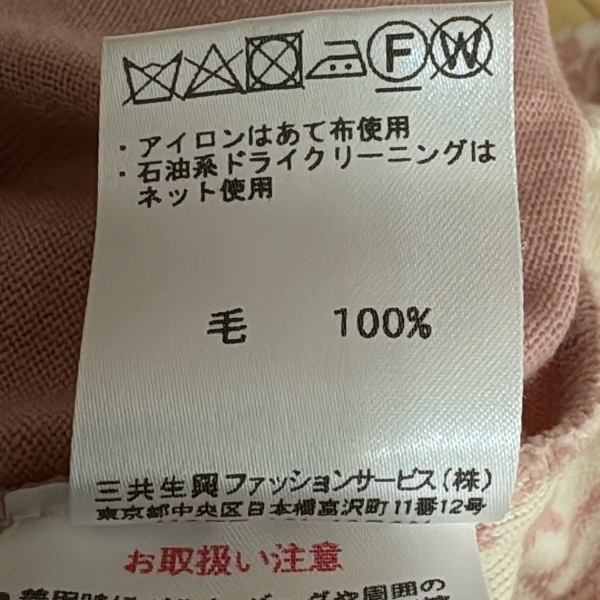 F W
・アイロンはあて布使用
・石油系ドライクリーニングは
ネット使用
毛 100%
三共生興ファッションサービス(株)
東京都中央区日本橋富沢町11番12号
お取扱い注意